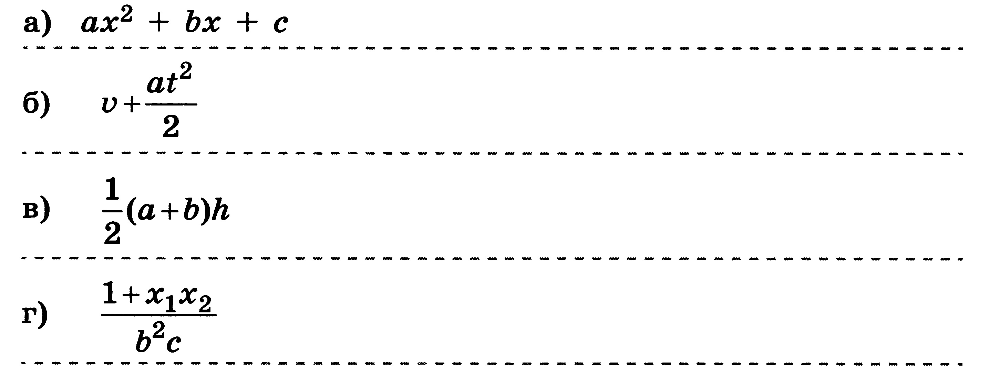 а) ax² + bx + c
б) v + at²/2
в) 1/2(a + b)h
г) (1 + x₁x₂)/(b²c)